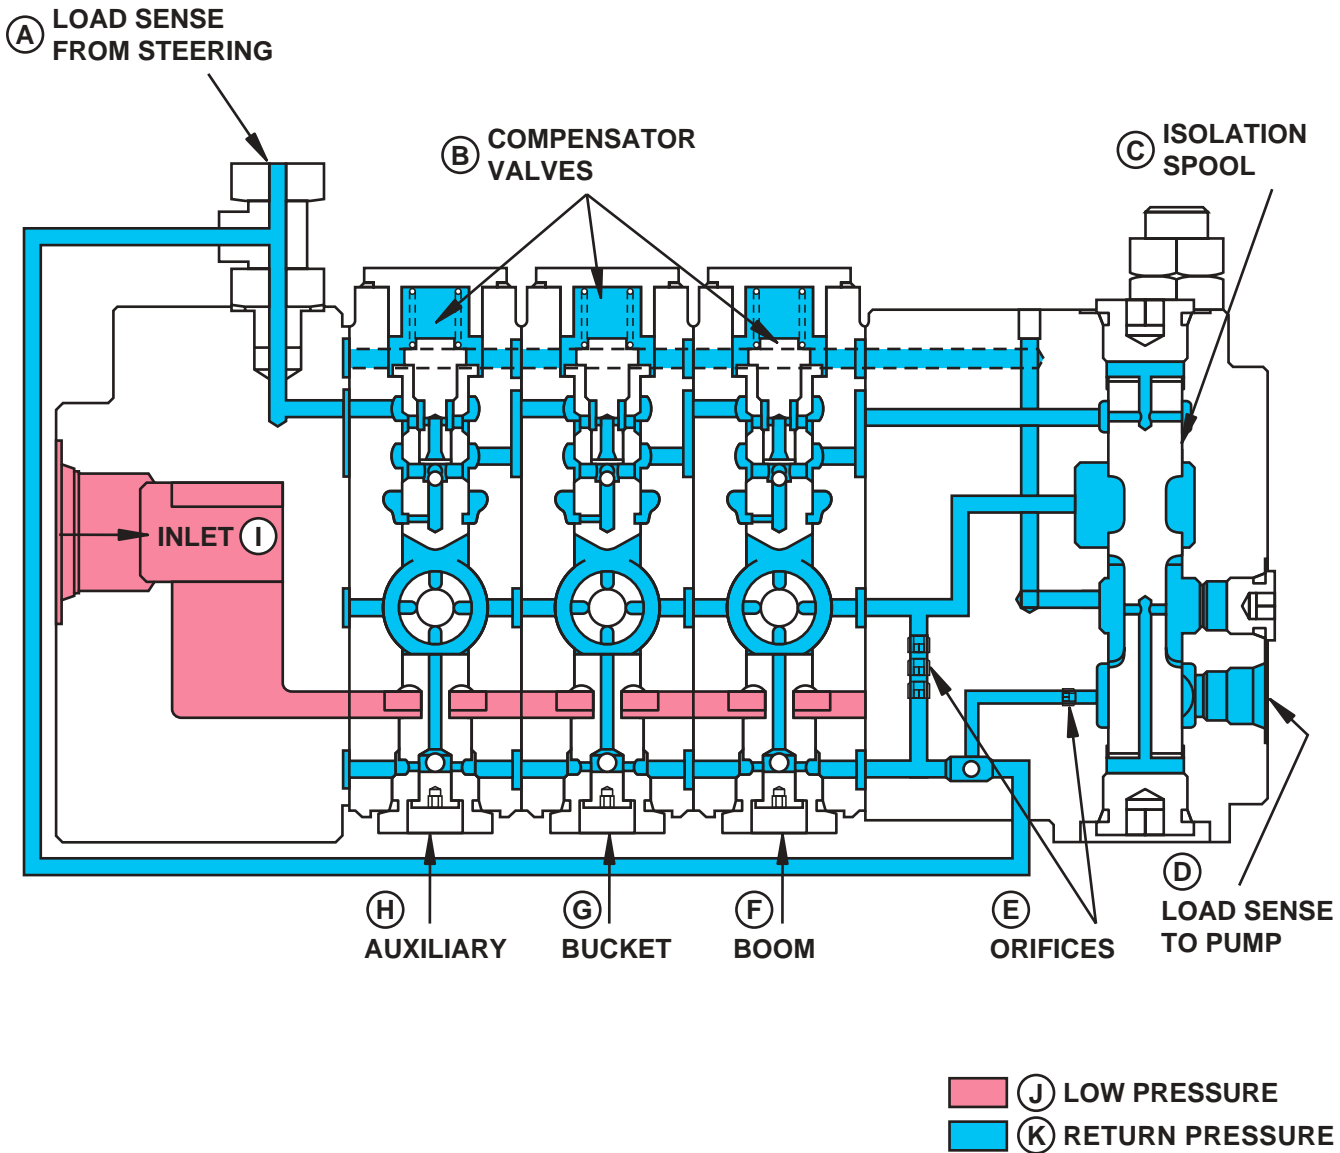 A LOAD SENSE
FROM STEERING
B COMPENSATOR
VALVES
C ISOLATION
SPOOL
INLET I
H
AUXILIARY
G
BUCKET
F
BOOM
E
ORIFICES
D
LOAD SENSE
TO PUMP
J LOW PRESSURE
K RETURN PRESSURE